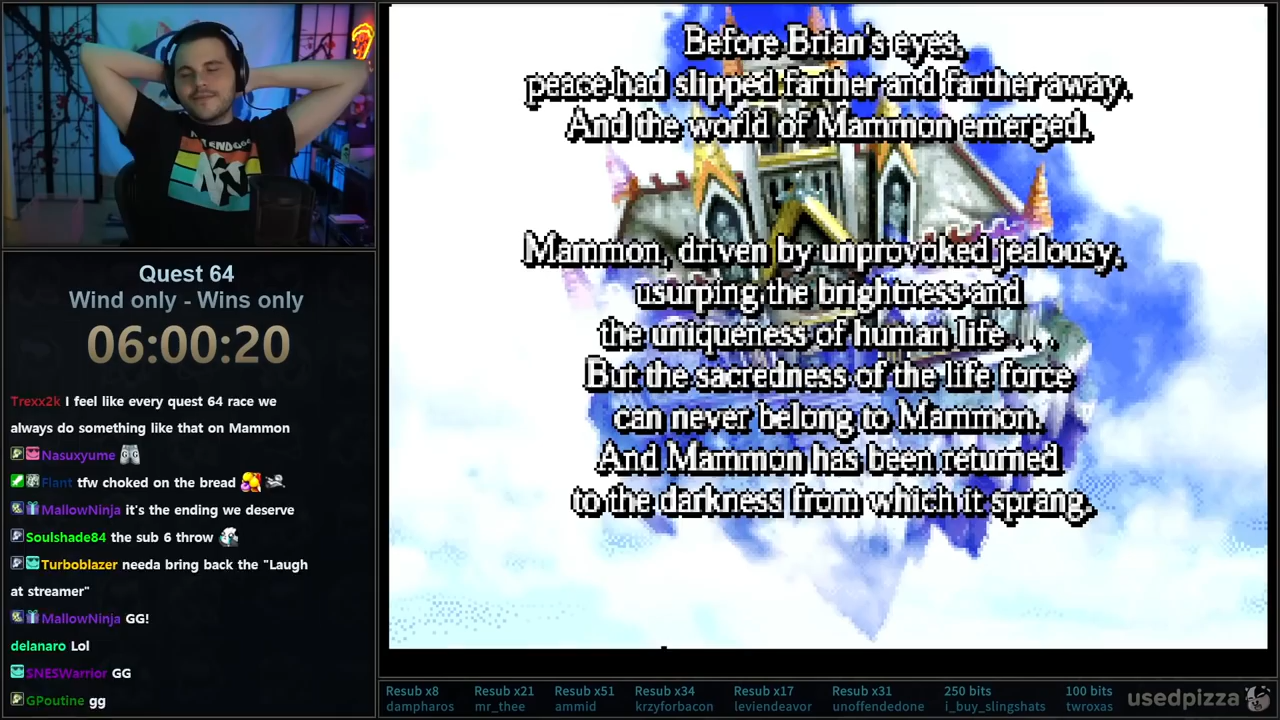 Before Brian's eyes,
peace had slipped farther and farther away.
And the world of Mammon emerged.
Mammon, driven by unprovoked jealousy,
usurping the brightness and
the uniqueness of human life . . . .
But the sacredness of the life force
can never belong to Mammon.
And Mammon has been returned
to the darkness from which it sprang.
Quest 64
Wind only - Wins only
06:00:20
Trexx2k I feel like every quest 64 race we
always do something like that on Mammon
Nasuxyume
Flant tfw choked on the bread
MallowNinja it's the ending we deserve
Soulshade84 the sub 6 throw
Turboblazer needa bring back the "Laugh
at streamer"
MallowNinja GG!
delanaro Lol
SNESWarrior GG
GPoutine gg
Resub x8 Resub x21 Resub x51 Resub x34 Resub x17 Resub x31 250 bits 100 bits
dampharos mr_thee ammid krzyforbacon leviendeavor unoffendedone i_buy_slingshats twroxas
usedpizza